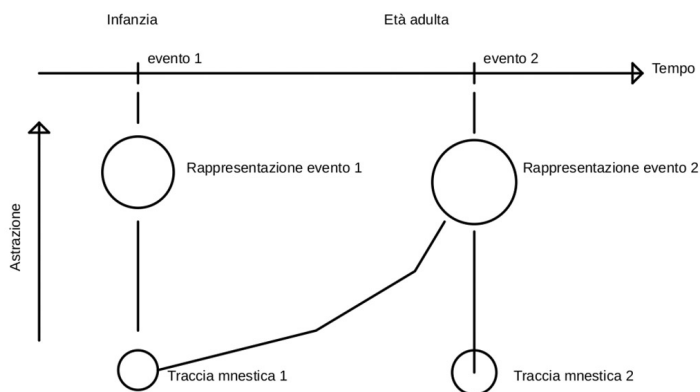 Infanzia
Età adulta
evento 1
evento 2
Tempo
Rappresentazione evento 1
Rappresentazione evento 2
Astrazione
Traccia mnestica 1
Traccia mnestica 2